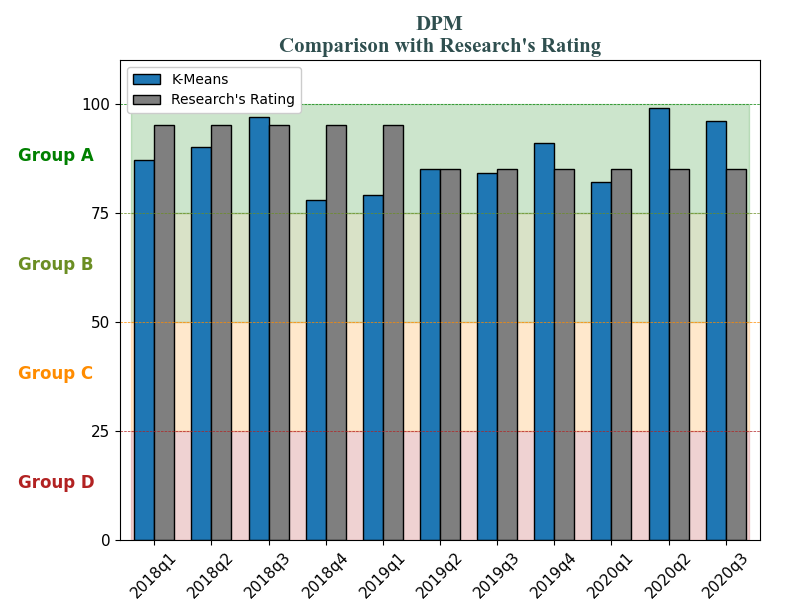 DPM
Comparison with Research's Rating
K-Means
Research's Rating
100
Group A
75
Group B
50
Group C
25
Group D
0
2018q1
2018q2
2018q3
2018q4
2019q1
2019q2
2019q3
2019q4
2020q1
2020q2
2020q3